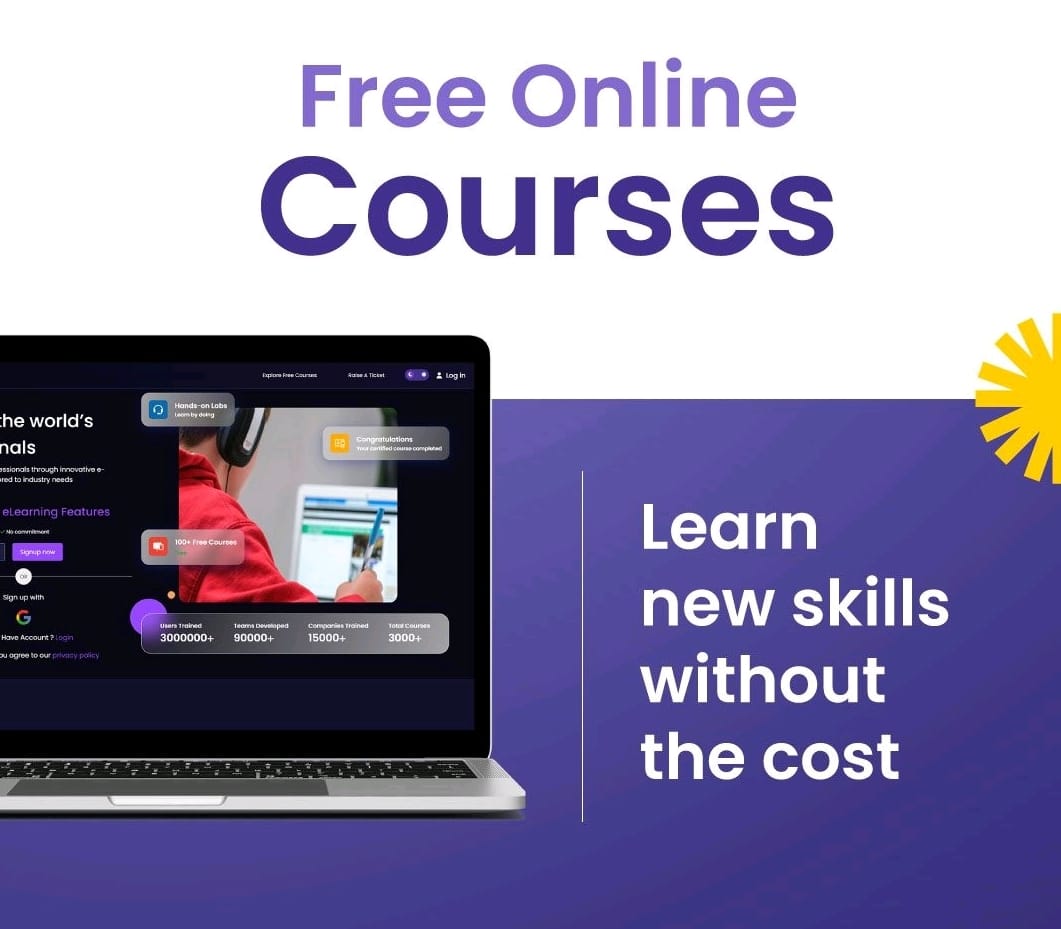 Free Online
Courses
Explore Free Courses
Raise A Ticket
Log in
Hands-on Labs
Learn by doing
the world's
Congratulations
nals
Your certified course completed
essionals through innovative e-
ored to industry needs
eLearning Features
No commitment
100+ Free Courses
Free
Signup now
OR
Sign up with
Have Account ? Login
ou agree to our privacy policy
Users Trained
3000000+
Teams Developed
90000+
Companies Trained
15000+
Total Courses
3000+
Learn
new skills
without
the cost